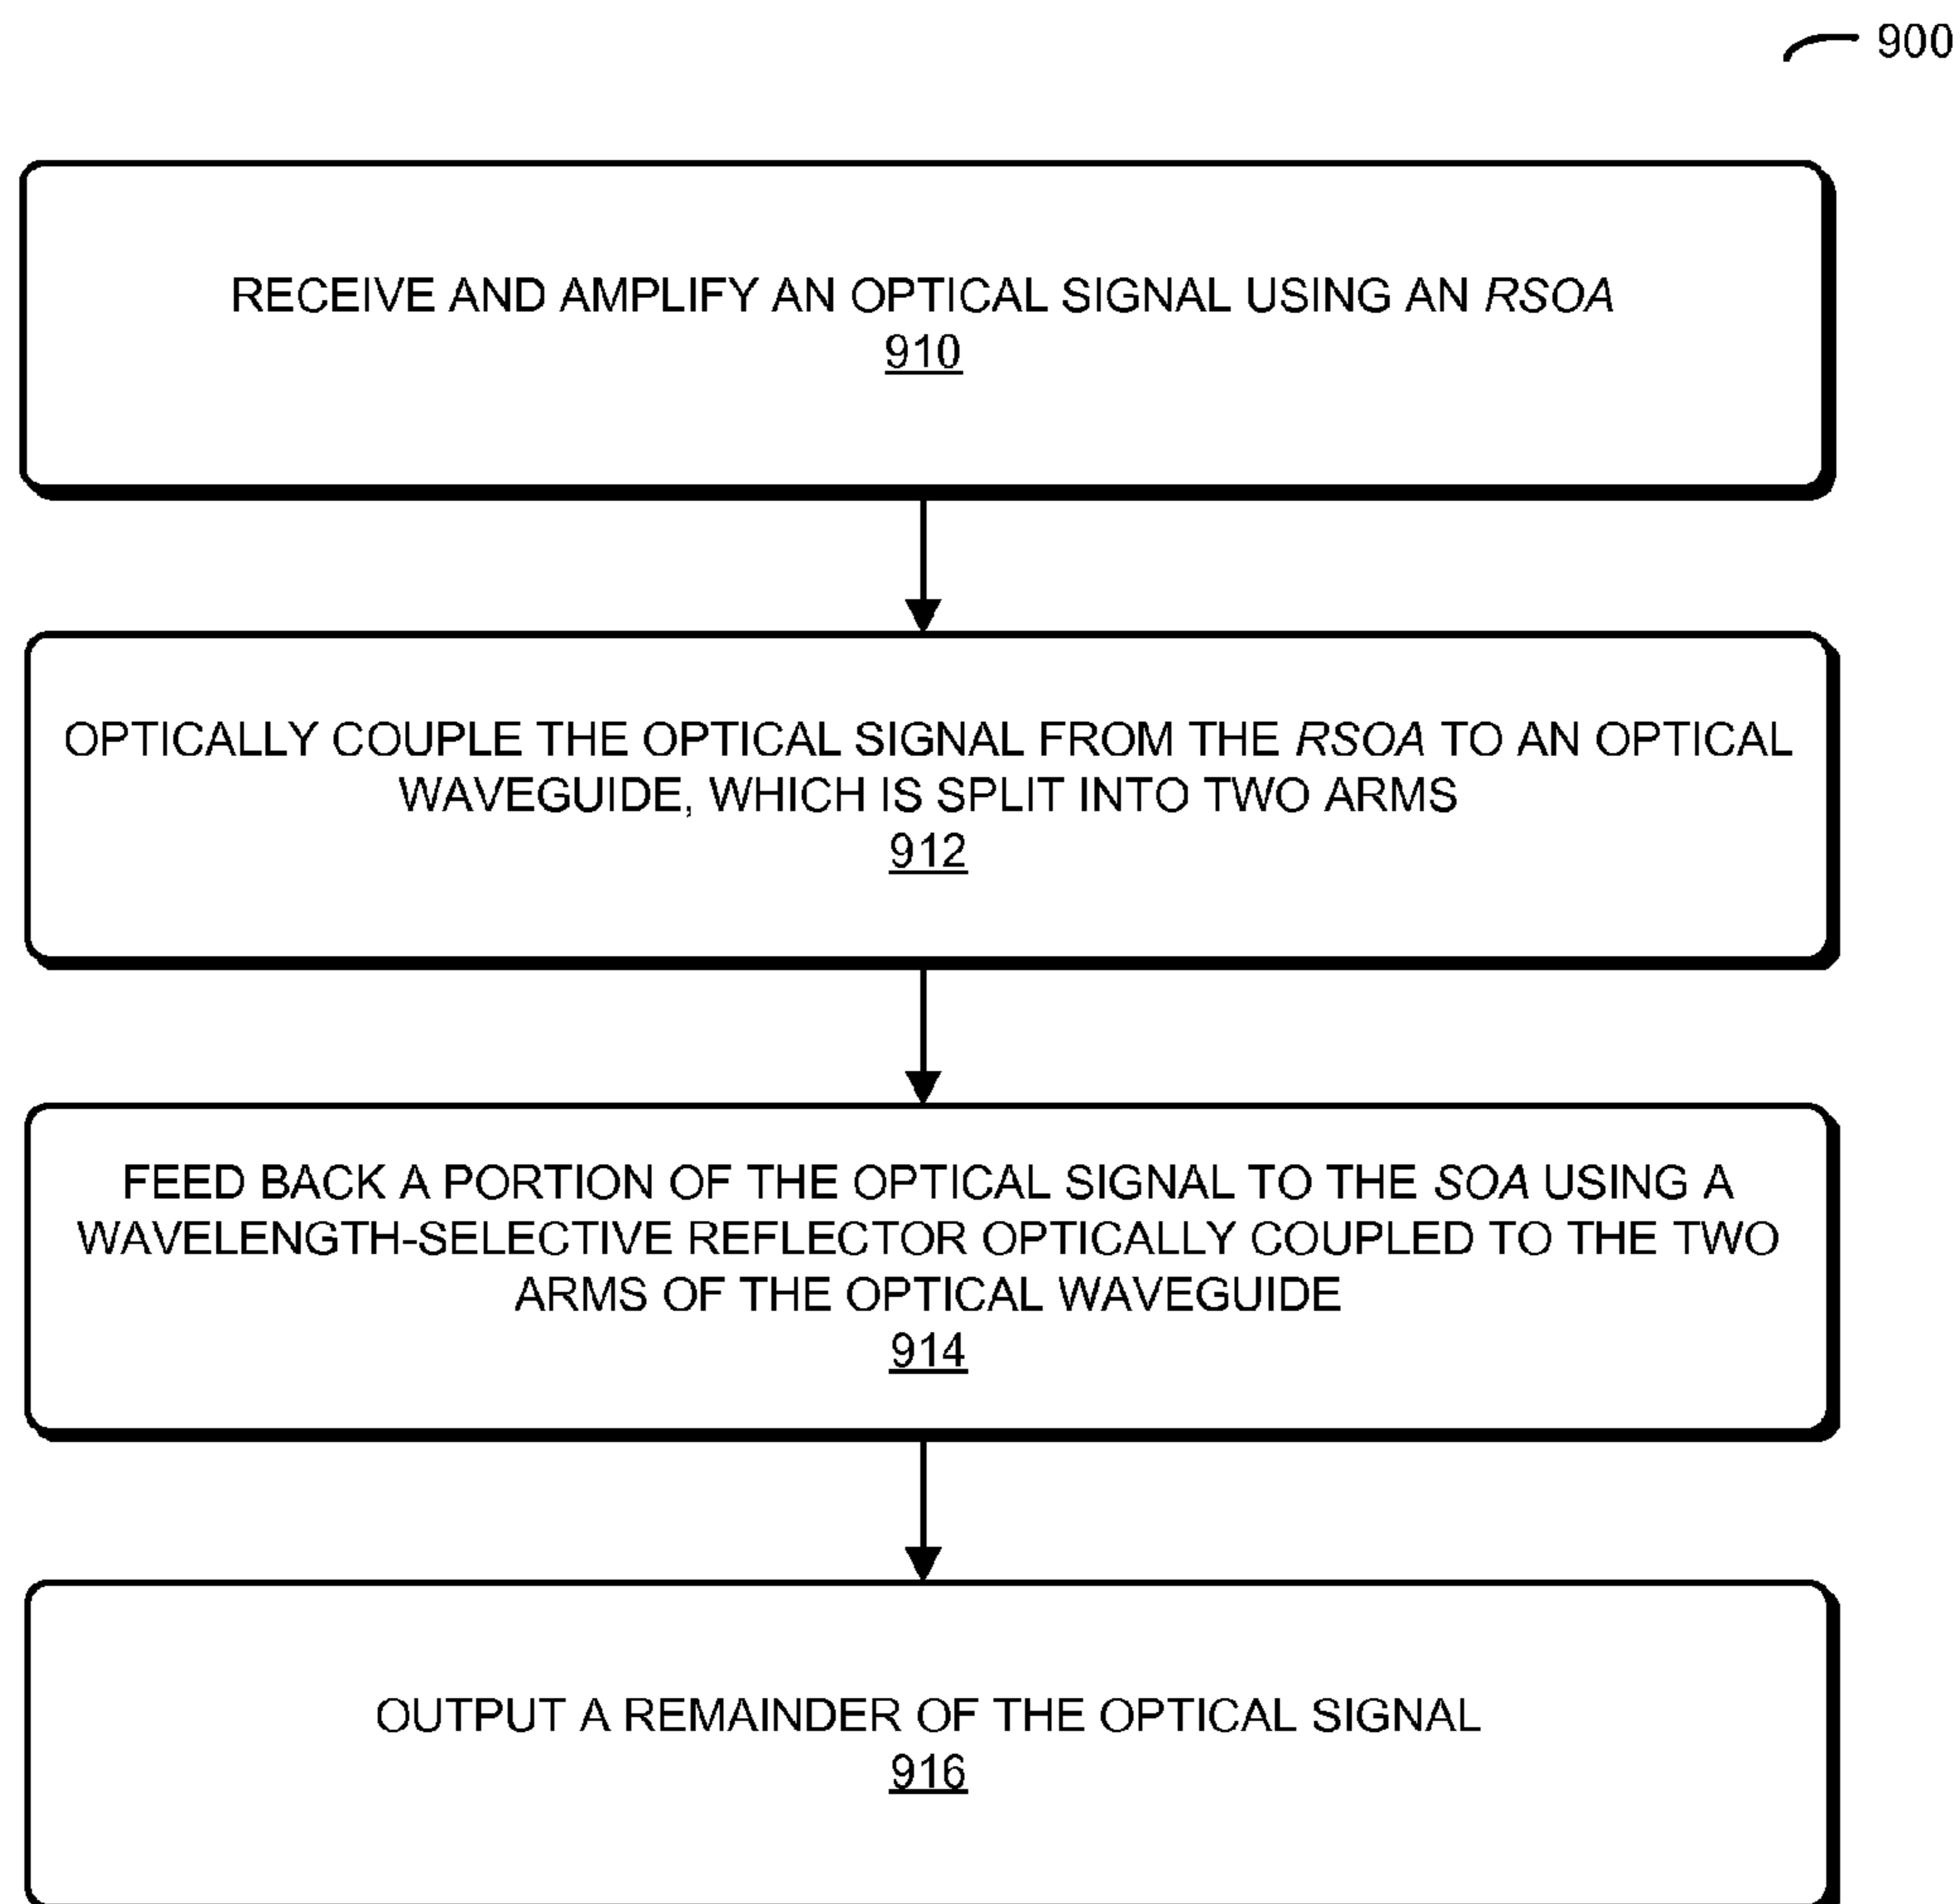 900
RECEIVE AND AMPLIFY AN OPTICAL SIGNAL USING AN RSOA
910
OPTICALLY COUPLE THE OPTICAL SIGNAL FROM THE RSOA TO AN OPTICAL
WAVEGUIDE, WHICH IS SPLIT INTO TWO ARMS
912
FEED BACK A PORTION OF THE OPTICAL SIGNAL TO THE SOA USING A
WAVELENGTH-SELECTIVE REFLECTOR OPTICALLY COUPLED TO THE TWO
ARMS OF THE OPTICAL WAVEGUIDE
914
OUTPUT A REMAINDER OF THE OPTICAL SIGNAL
916